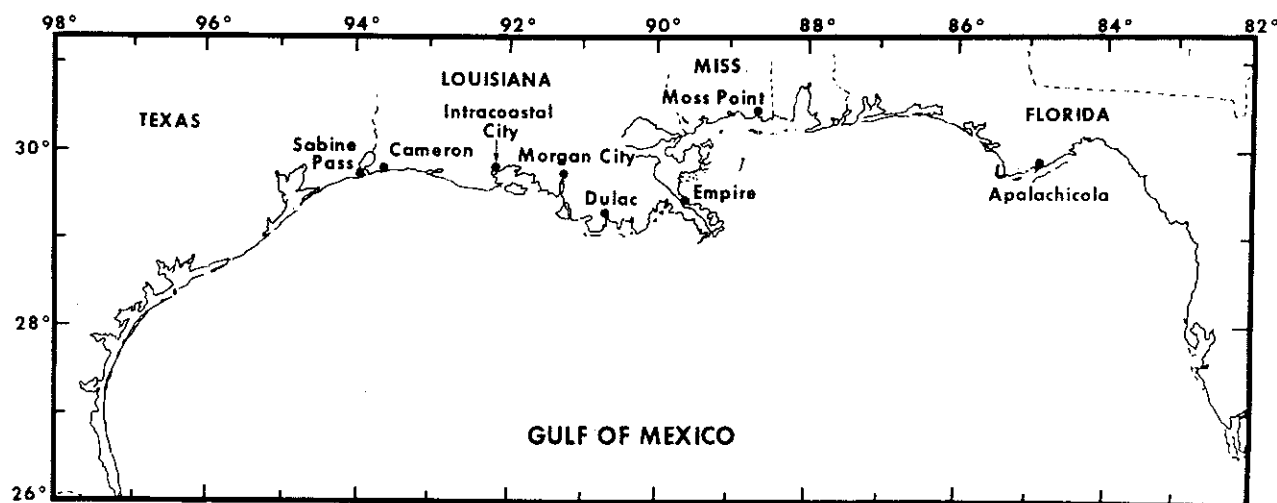 98° 96° 94° 92° 90° 88° 86° 84° 82°
MISS
LOUISIANA
Moss Point
TEXAS
Intracoastal
City
FLORIDA
30°
Sabine
Pass
Cameron
Morgan City
Dulac
Empire
Apalachicola
28°
GULF OF MEXICO
26°